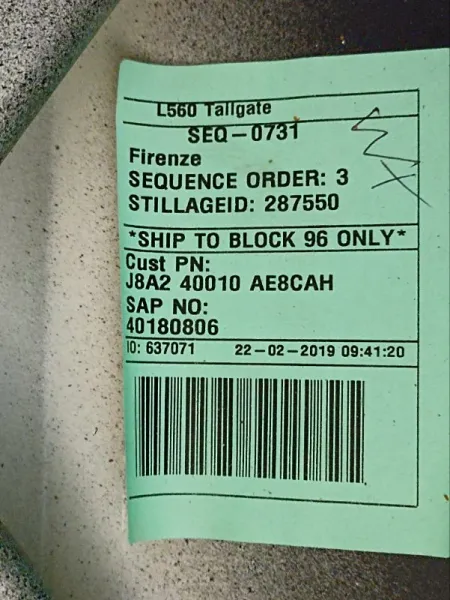 L560 Tailgate
SEQ-0731
Firenze
SEQUENCE ORDER: 3
STILLAGEID: 287550
*SHIP TO BLOCK 96 ONLY*
Cust PN:
J8A2 40010 AE8CAH
SAP NO:
40180806
ID: 637071 22-02-2019 09:41:20